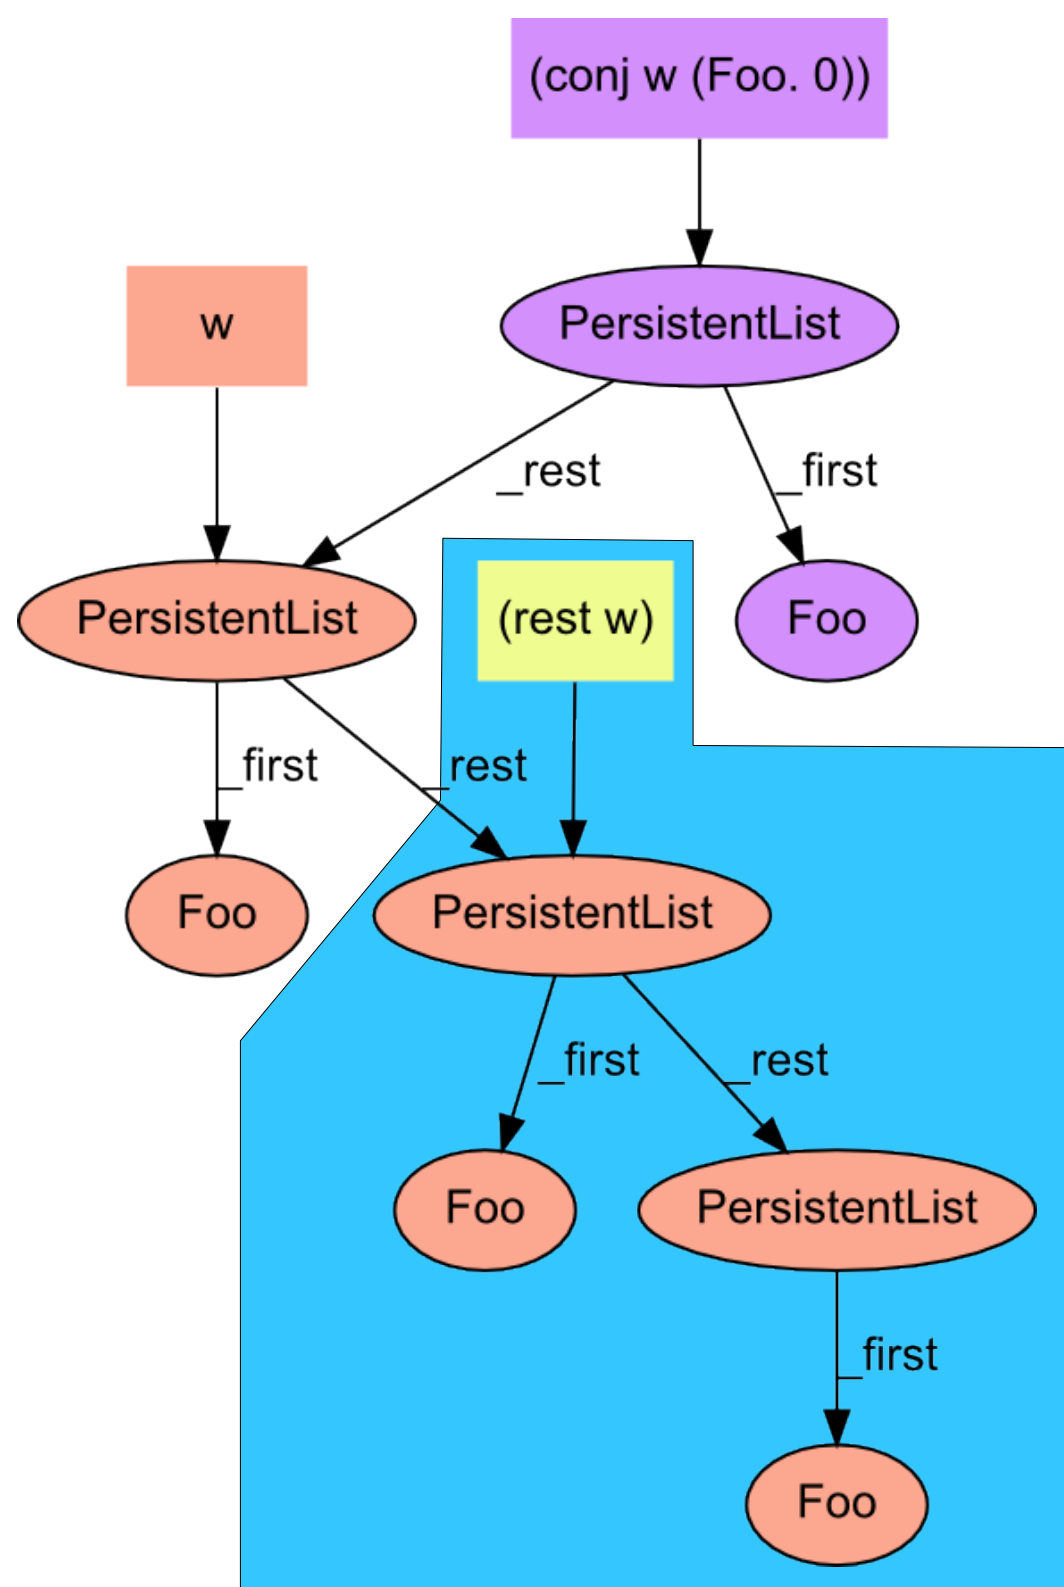 (conj w (Foo. 0))
w
PersistentList
_rest
_first
PersistentList
(rest w)
Foo
_first
_rest
Foo
PersistentList
_first
_rest
Foo
PersistentList
_first
Foo